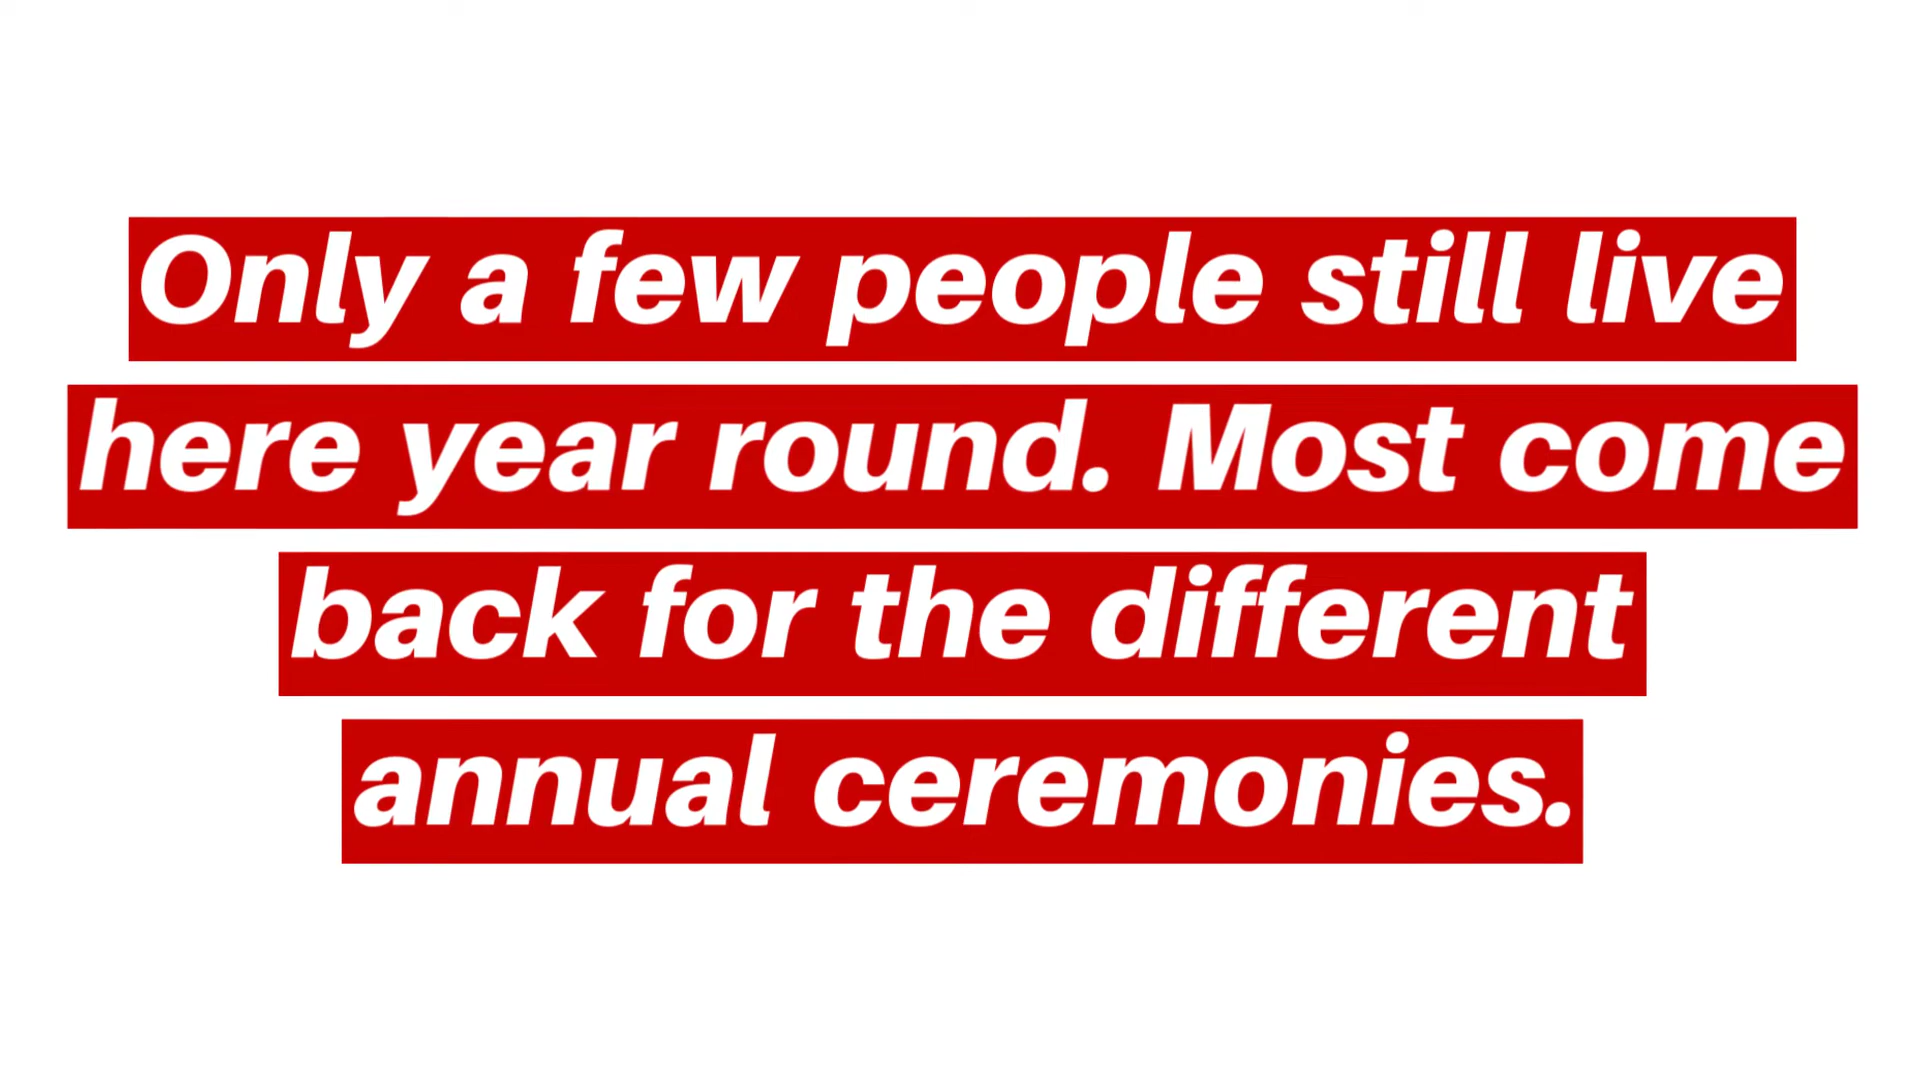 Only a few people still live
here year round. Most come
back for the different
annual ceremonies.